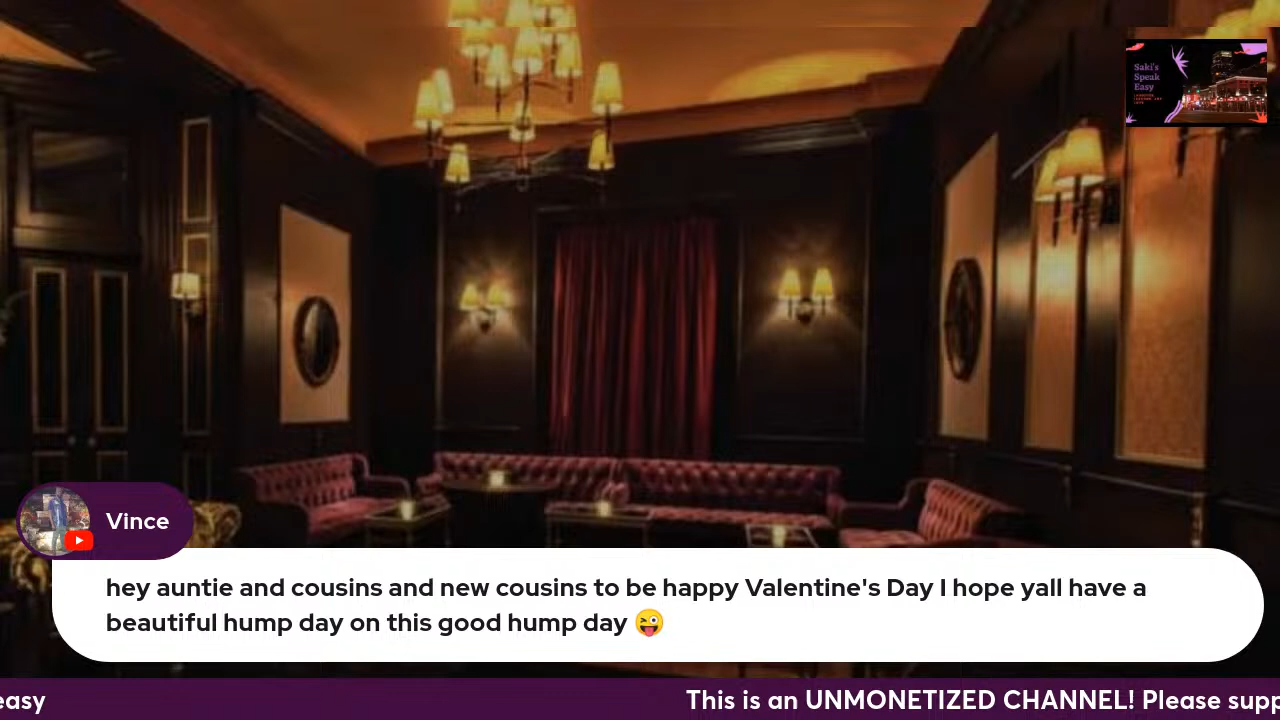 Saki's
Speak
Easy
Vince
hey auntie and cousins and new cousins to be happy Valentine's Day I hope yall have a
beautiful hump day on this good hump day 😜
easy This is an UNMONETIZED CHANNEL! Please supp